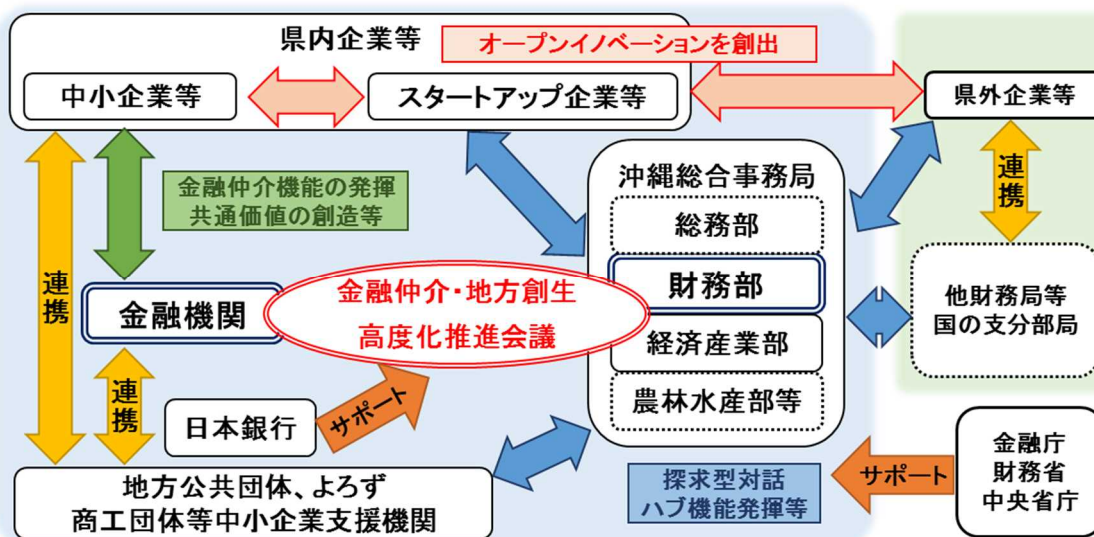 県内企業等
オープンイノベーションを創出
中小企業等
スタートアップ企業等
県外企業等
金融仲介機能の発揮
共通価値の創造等
沖縄総合事務局
総務部
財務部
経済産業部
農林水産部等
連携
連携
金融機関
金融仲介・地方創生
高度化推進会議
他財務局等
国の支分部局
連携
日本銀行
サポート
地方公共団体、よろず
商工団体等中小企業支援機関
探求型対話
ハブ機能発揮等
サポート
金融庁
財務省
中央省庁